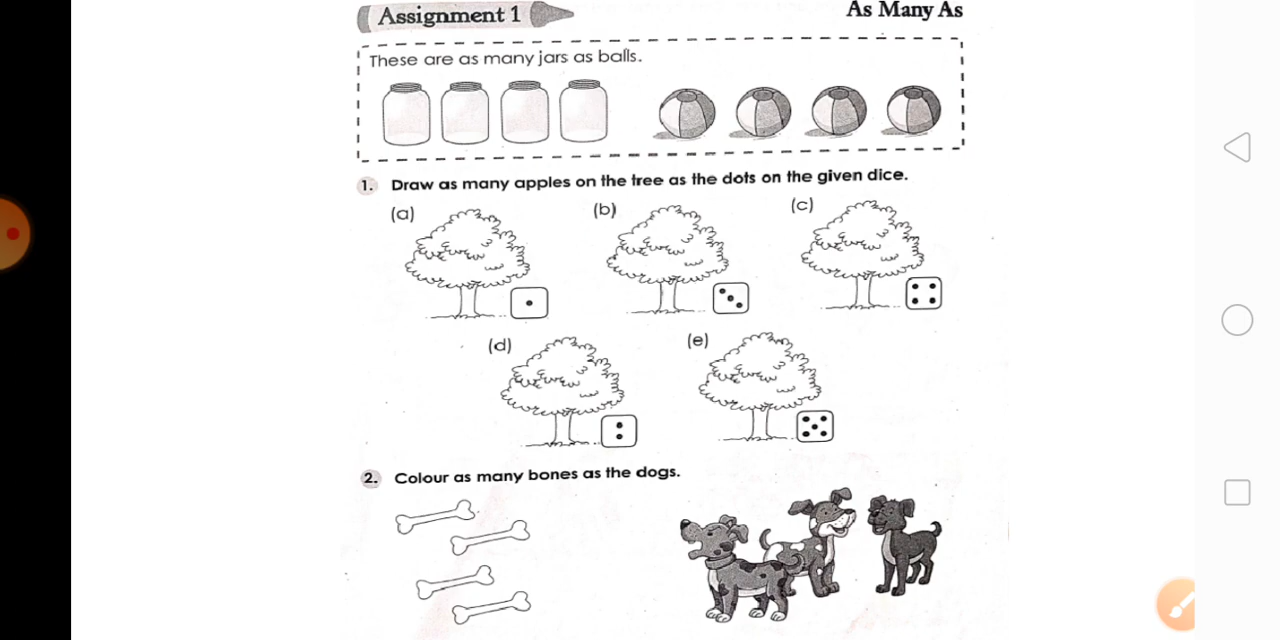 Assignment 1
As Many As
These are as many jars as balls.
1. Draw as many apples on the tree as the dots on the given dice.
(a)
(b)
(c)
(d)
(e)
2. Colour as many bones as the dogs.